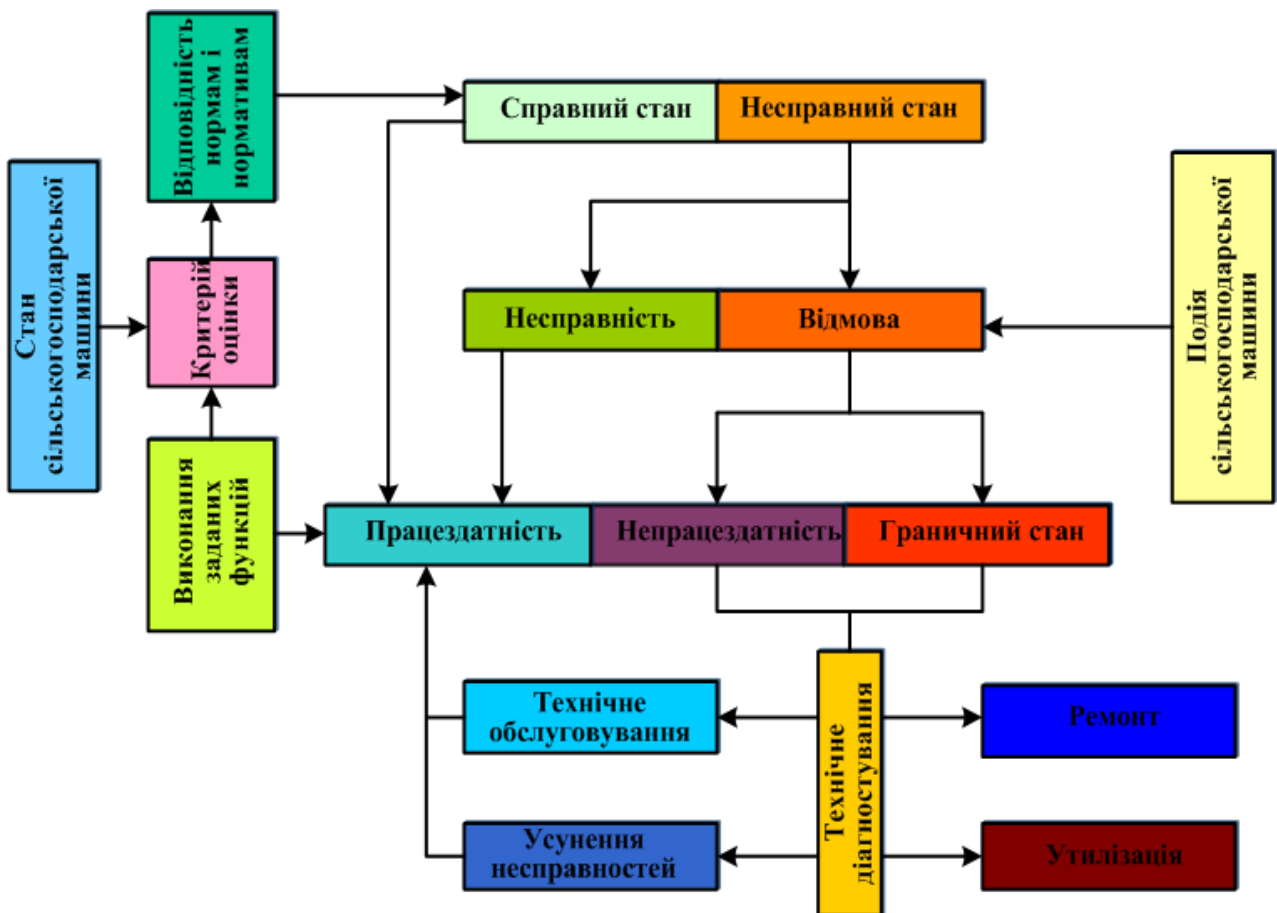 Відповідність
нормам і
нормативам
Справний стан
Несправний стан
Стан
сільськогосподарської
машини
Критерій
оцінки
Несправність
Відмова
Подія
сільськогосподарської
машини
Виконання
заданих
функцій
Працездатність
Непрацездатність
Граничний стан
Технічне
обслуговування
Технічне
діагностування
Ремонт
Усунення
несправностей
Утилізація